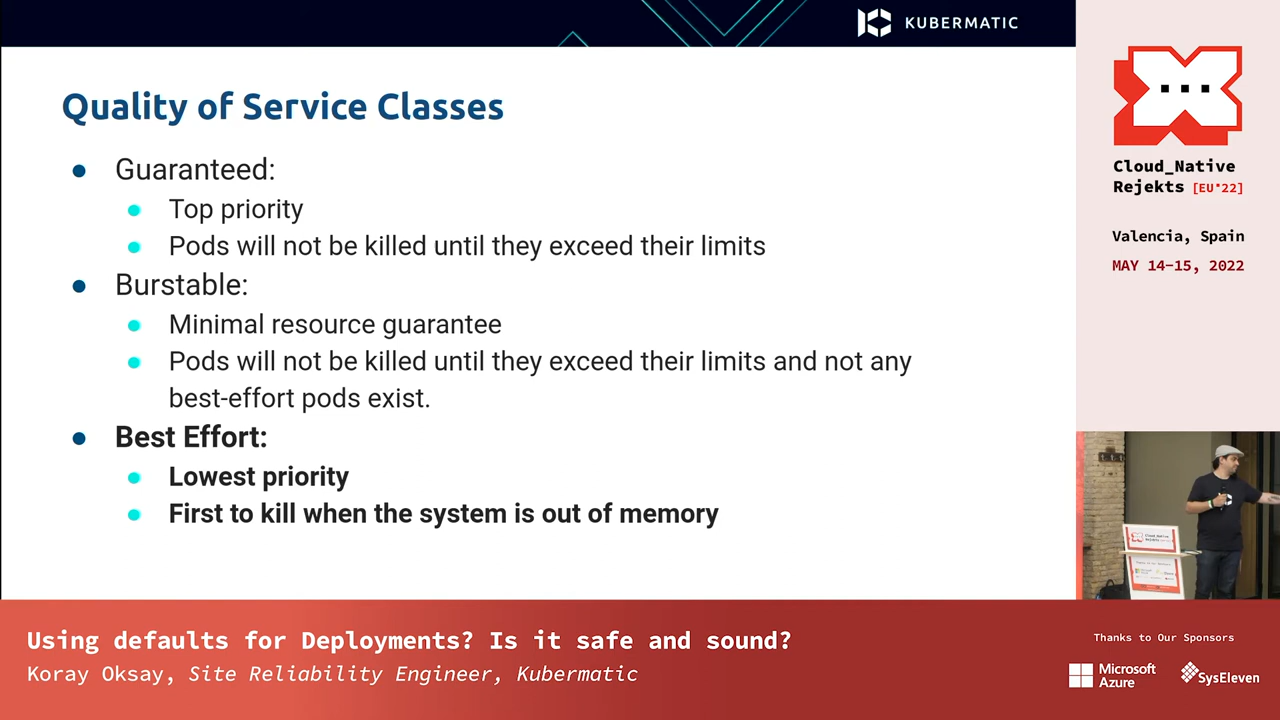 KUBERMATIC
Quality of Service Classes
Guaranteed:
Top priority
Pods will not be killed until they exceed their limits
Burstable:
Minimal resource guarantee
Pods will not be killed until they exceed their limits and not any
best-effort pods exist.
Best Effort:
Lowest priority
First to kill when the system is out of memory
Cloud_Native
Rejekts [EU*22]
Valencia, Spain
MAY 14-15, 2022
Using defaults for Deployments? Is it safe and sound?
Koray Oksay, Site Reliability Engineer, Kubermatic
Thanks to Our Sponsors
Microsoft
Azure
SysEleven